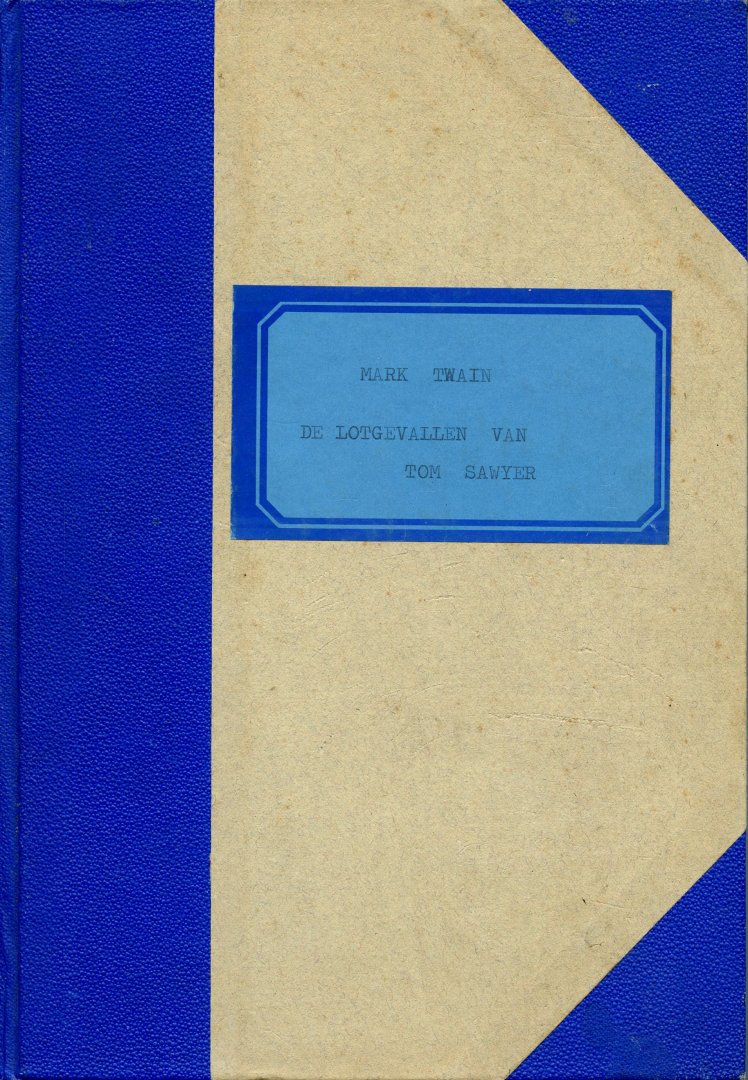 MARK TWAIN
DE LOTGEVALLEN VAN
TOM SAWYER